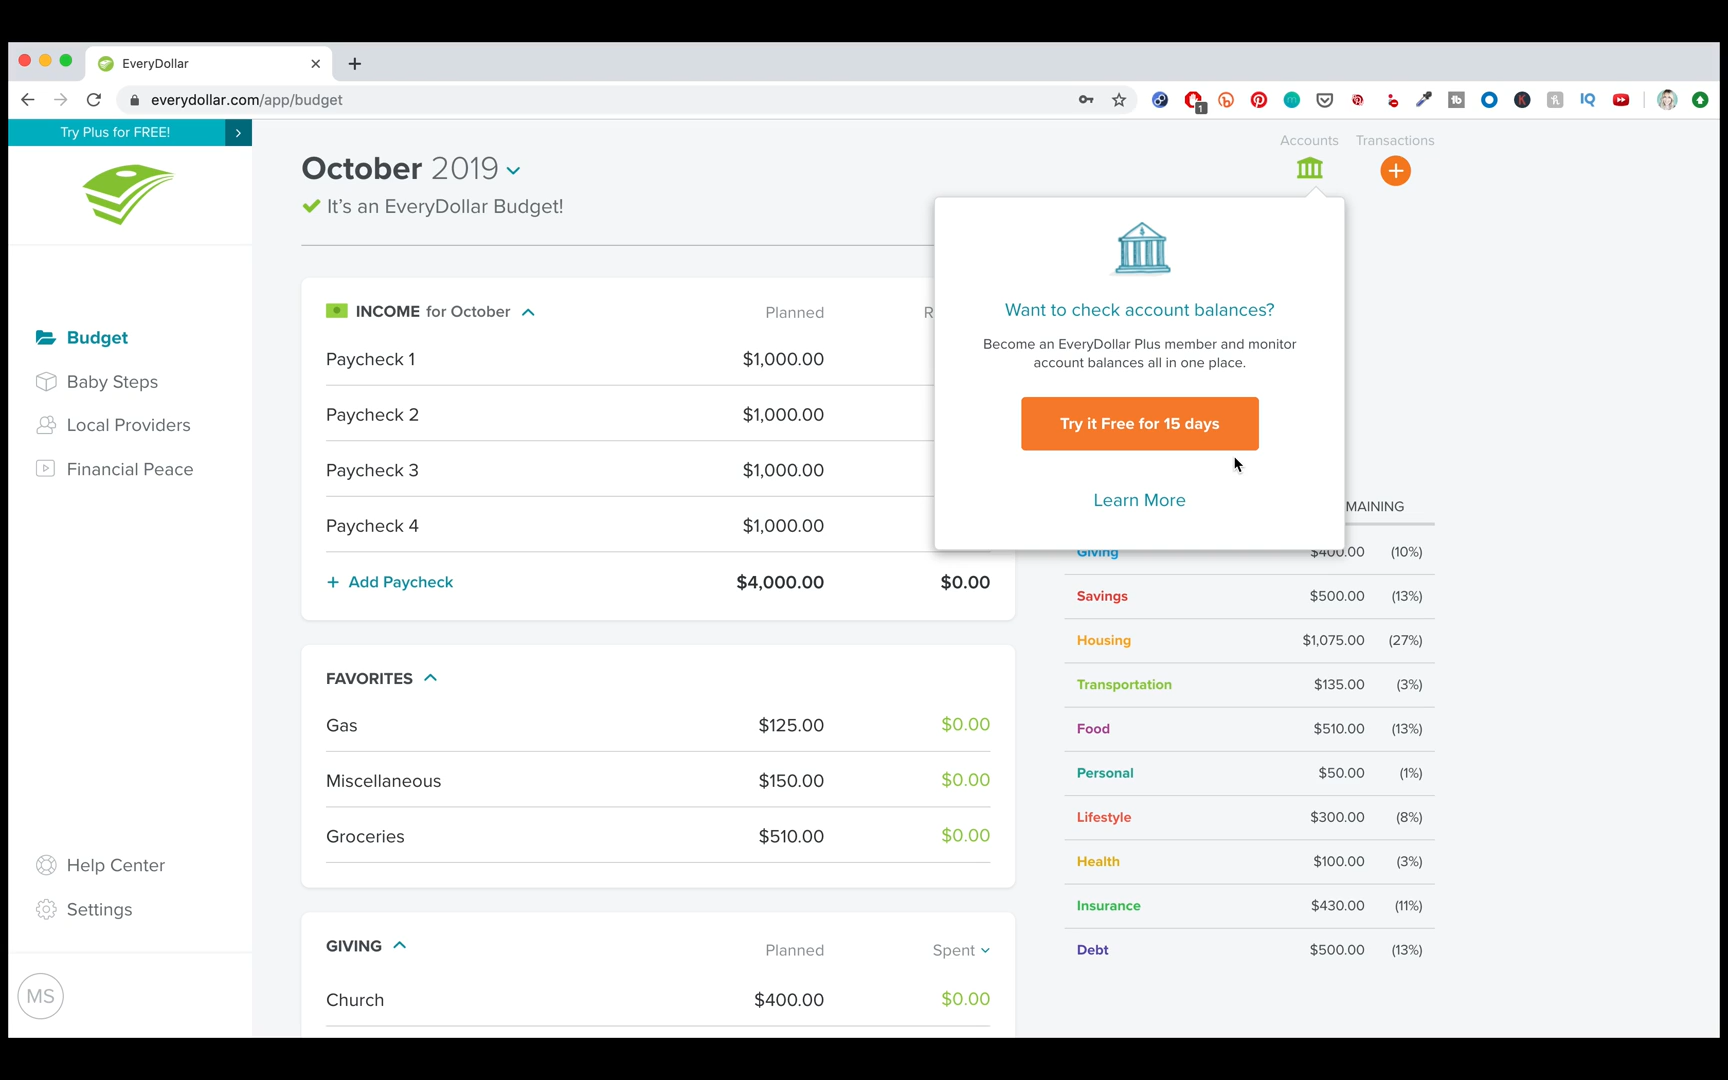 EveryDollar
everydollar.com/app/budget
1
IQ
Try Plus for FREE!
Budget
Baby Steps
Local Providers
Financial Peace
Help Center
Settings
MS
October 2019
It's an EveryDollar Budget!
Accounts Transactions
Want to check account balances?
Become an EveryDollar Plus member and monitor
account balances all in one place.
Try it Free for 15 days
Learn More
INCOME for October Planned R
Paycheck 1 $1,000.00
Paycheck 2 $1,000.00
Paycheck 3 $1,000.00
Paycheck 4 $1,000.00
+ Add Paycheck $4,000.00 $0.00
FAVORITES
Gas $125.00 $0.00
Miscellaneous $150.00 $0.00
Groceries $510.00 $0.00
GIVING Planned Spent
Church $400.00 $0.00
MAINING
Giving $400.00 (10%)
Savings $500.00 (13%)
Housing $1,075.00 (27%)
Transportation $135.00 (3%)
Food $510.00 (13%)
Personal $50.00 (1%)
Lifestyle $300.00 (8%)
Health $100.00 (3%)
Insurance $430.00 (11%)
Debt $500.00 (13%)